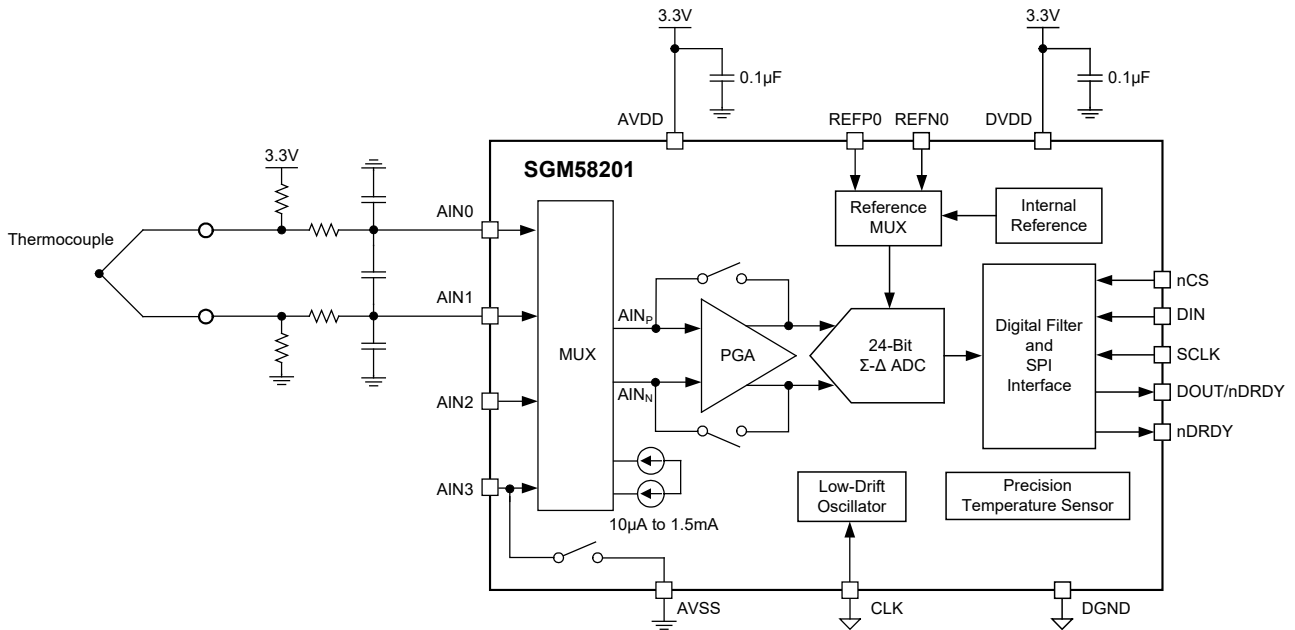 3.3V
3.3V
0.1µF
0.1µF
AVDD
REFP0
REFN0
DVDD
3.3V
SGM58201
AIN0
Thermocouple
Reference
MUX
Internal
Reference
AIN1
nCS
DIN
SCLK
DOUT/nDRDY
nDRDY
AINP
MUX
PGA
24-Bit
Σ-Δ ADC
Digital Filter
and
SPI
Interface
AINN
AIN2
AIN3
10µA to 1.5mA
Low-Drift
Oscillator
Precision
Temperature Sensor
AVSS
CLK
DGND